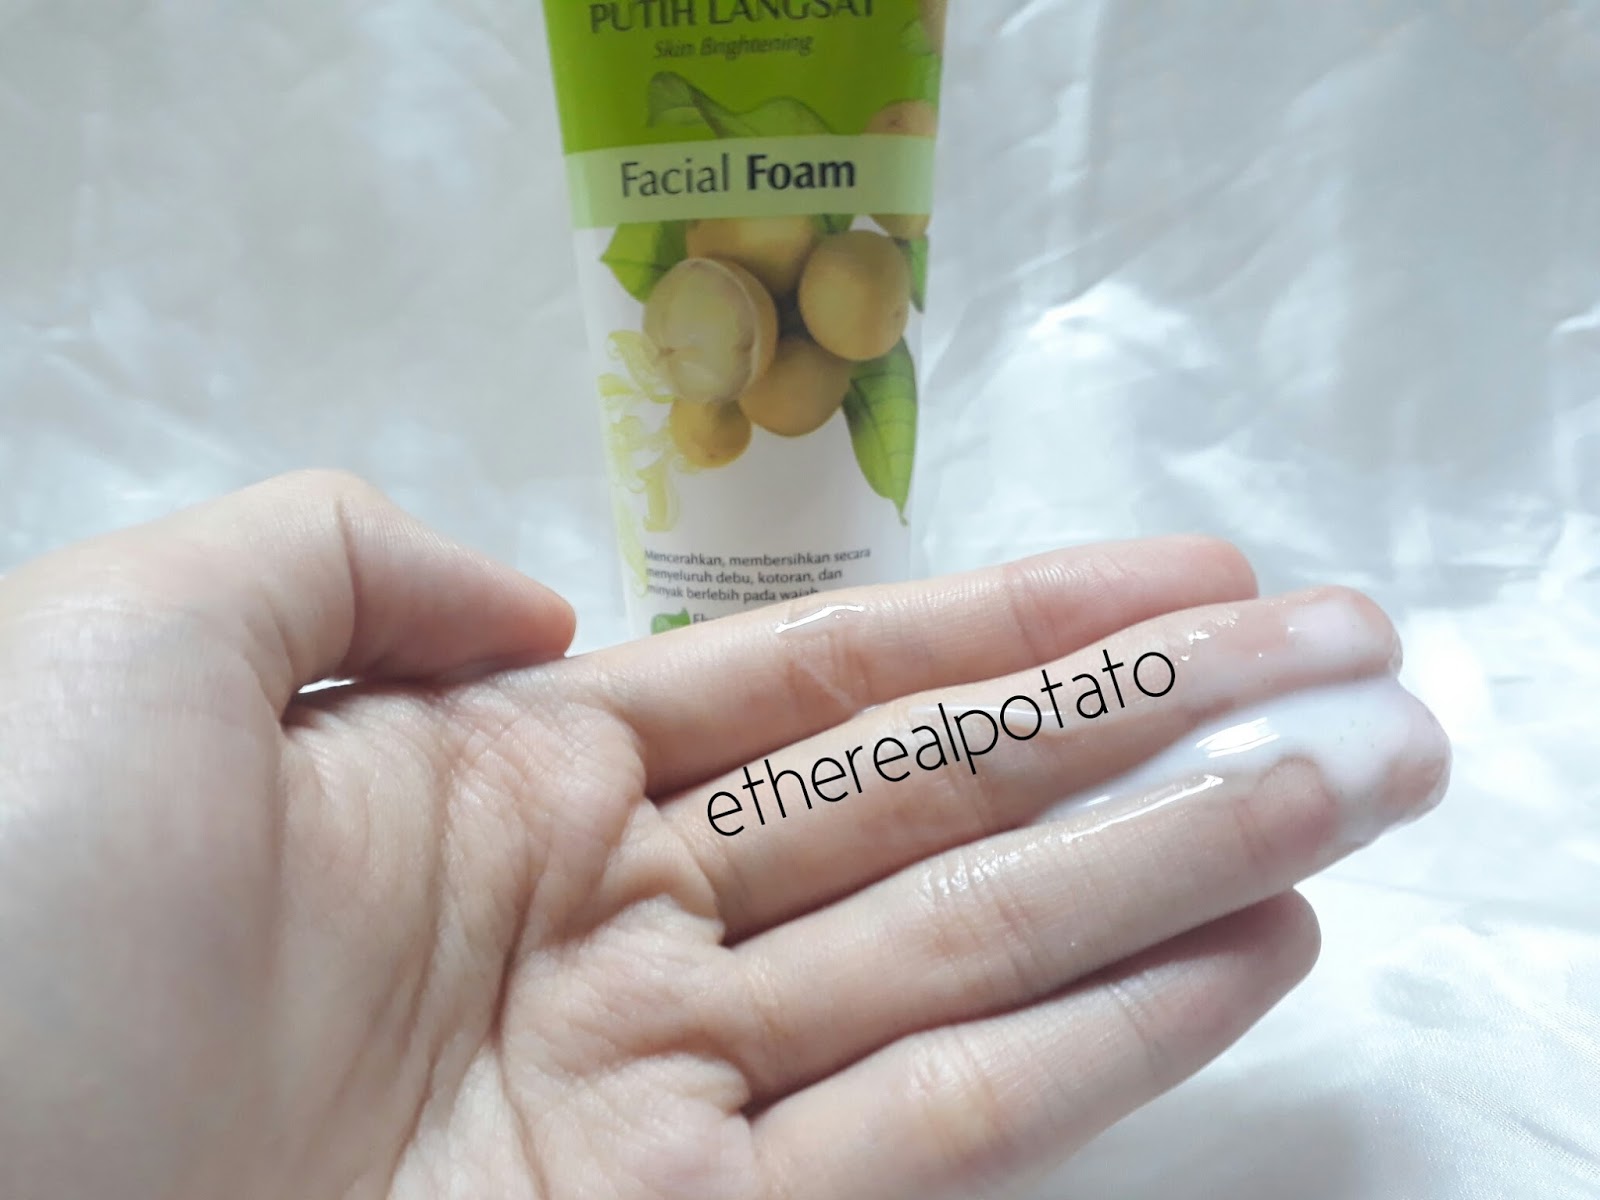 PUTIH LANGSAT
Skin Brightening
Facial Foam
Mencerahkan, membersihkan secara
menyeluruh debu, kotoran, dan
minyak berlebih pada wajah
etherealpotato